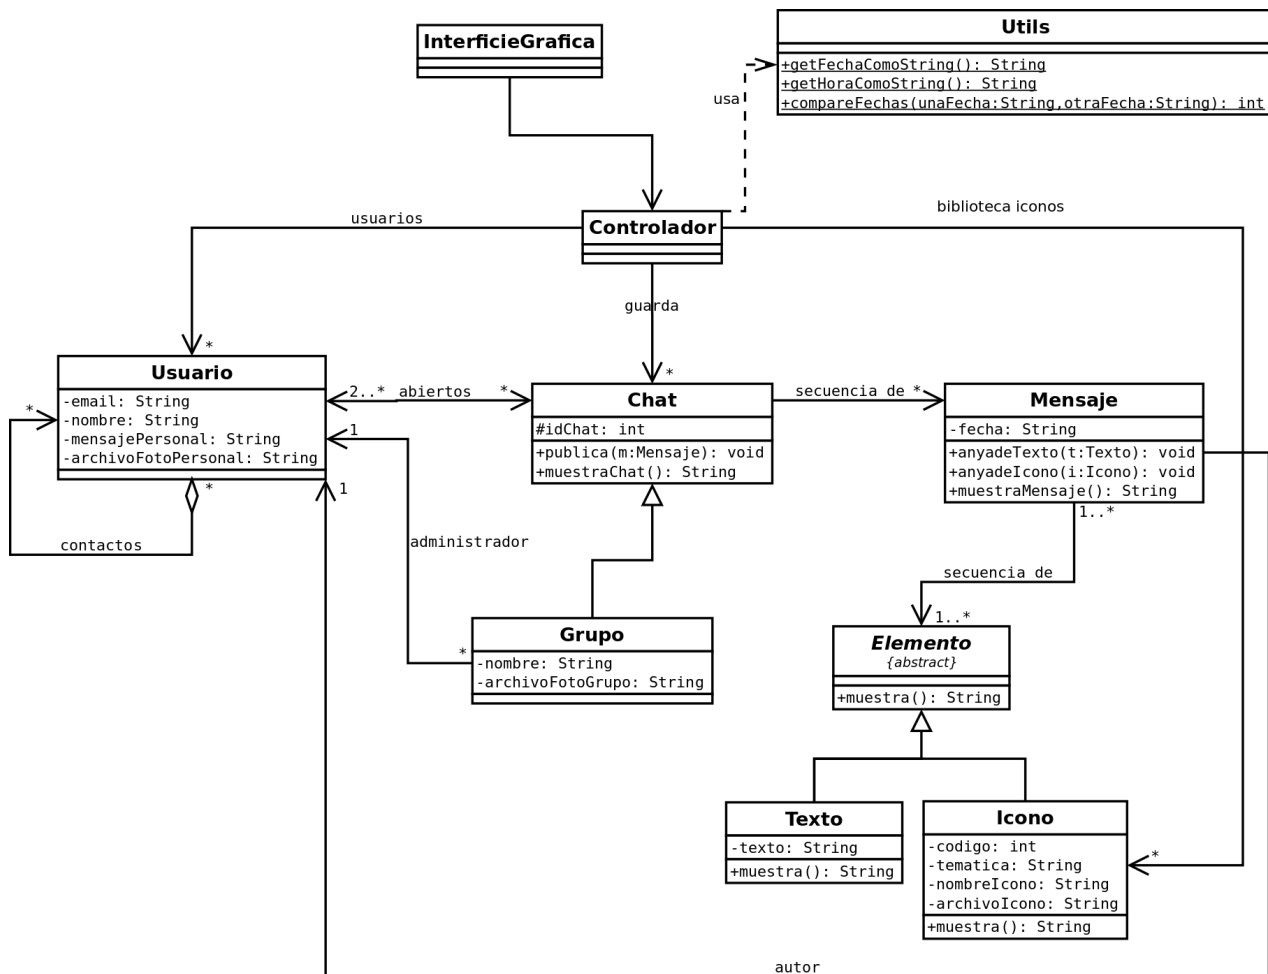 InterficieGrafica
Utils
+getFechaComoString(): String
+getHoraComoString(): String
+compareFechas(unaFecha:String,otraFecha:String): int
usa
Controlador
usuarios
biblioteca iconos
guarda
*
*
Usuario
-email: String
-nombre: String
-mensajePersonal: String
-archivoFotoPersonal: String
*
*
contactos
2..*
abiertos
*
1
1
administrador
*
Chat
#idChat: int
+publica(m:Mensaje): void
+muestraChat(): String
secuencia de
*
Mensaje
-fecha: String
+anyadeTexto(t:Texto): void
+anyadeIcono(i:Icono): void
+muestraMensaje(): String
1..*
secuencia de
1..*
Grupo
-nombre: String
-archivoFotoGrupo: String
Elemento
{abstract}
+muestra(): String
Texto
-texto: String
+muestra(): String
Icono
-codigo: int
-tematica: String
-nombreIcono: String
-archivoIcono: String
+muestra(): String
*
autor